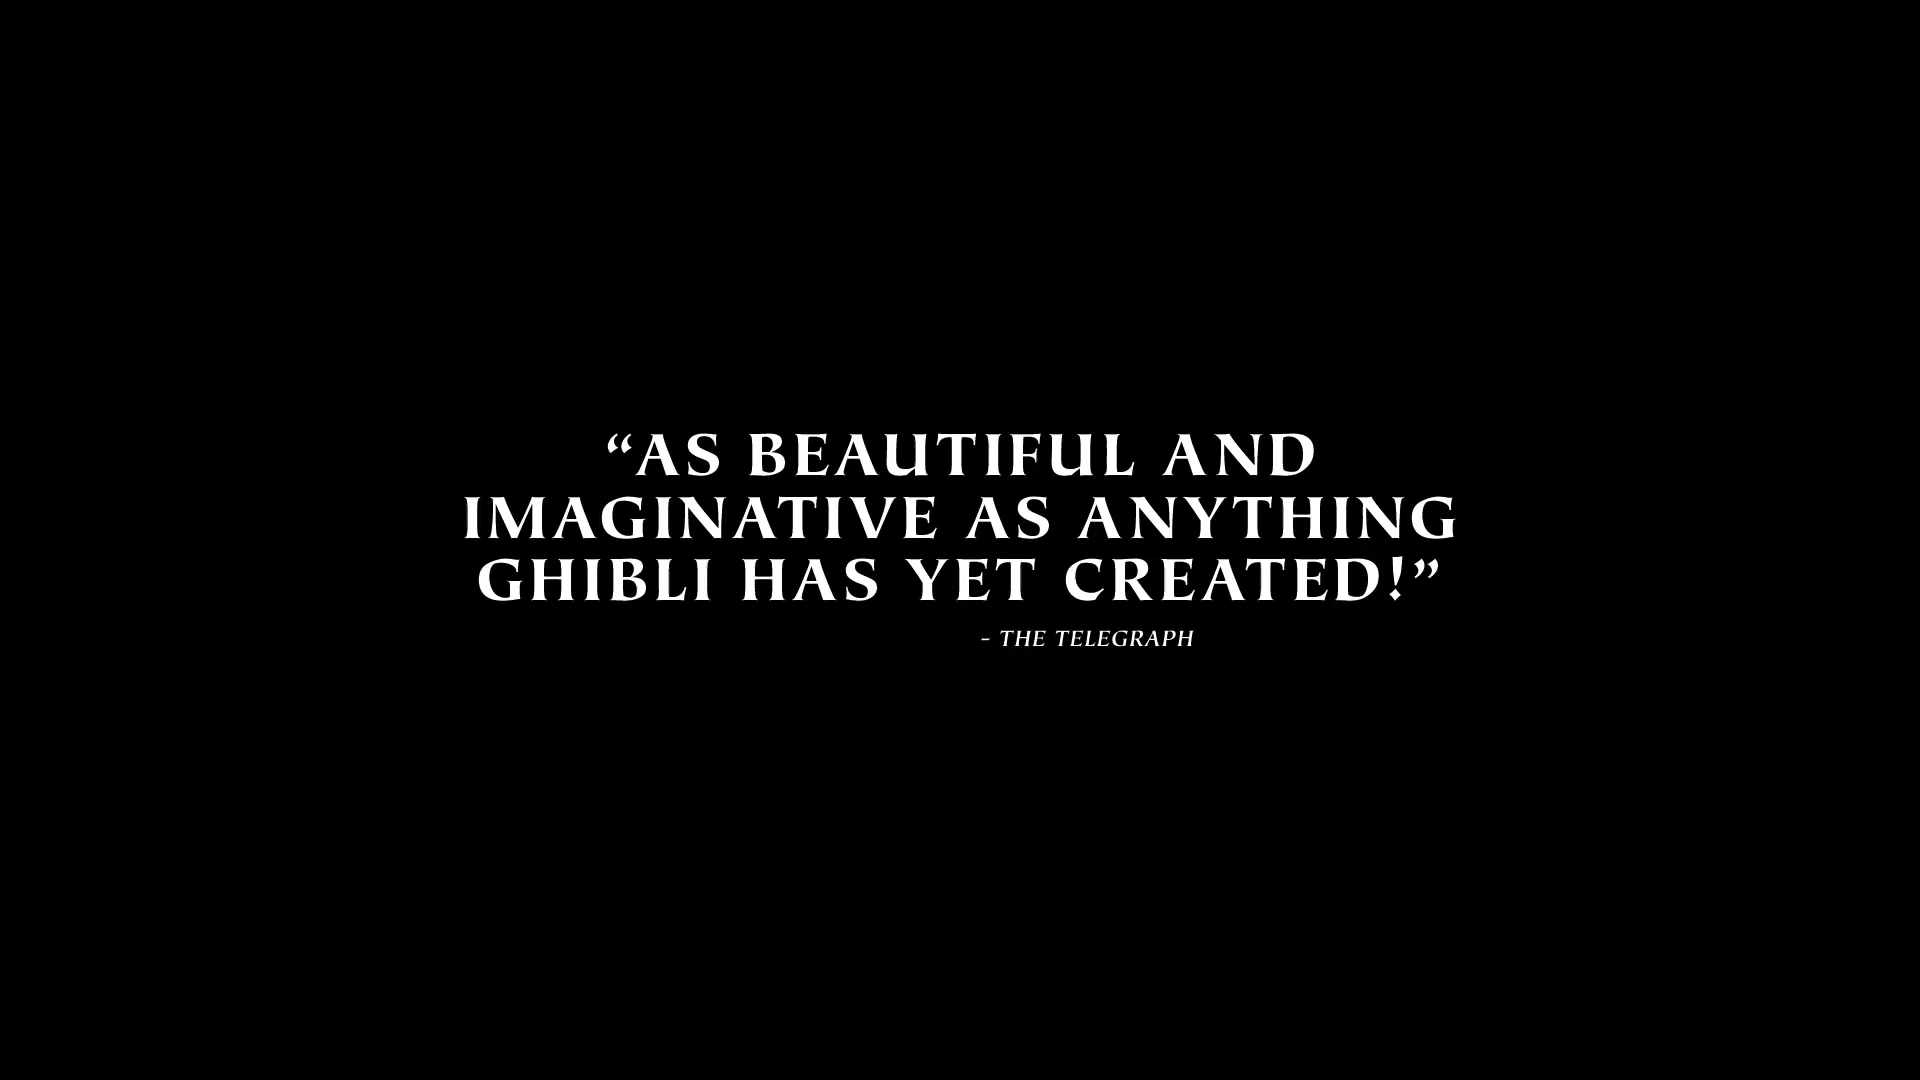 “AS BEAUTIFUL AND
IMAGINATIVE AS ANYTHING
GHIBLI HAS YET CREATED!”
- THE TELEGRAPH